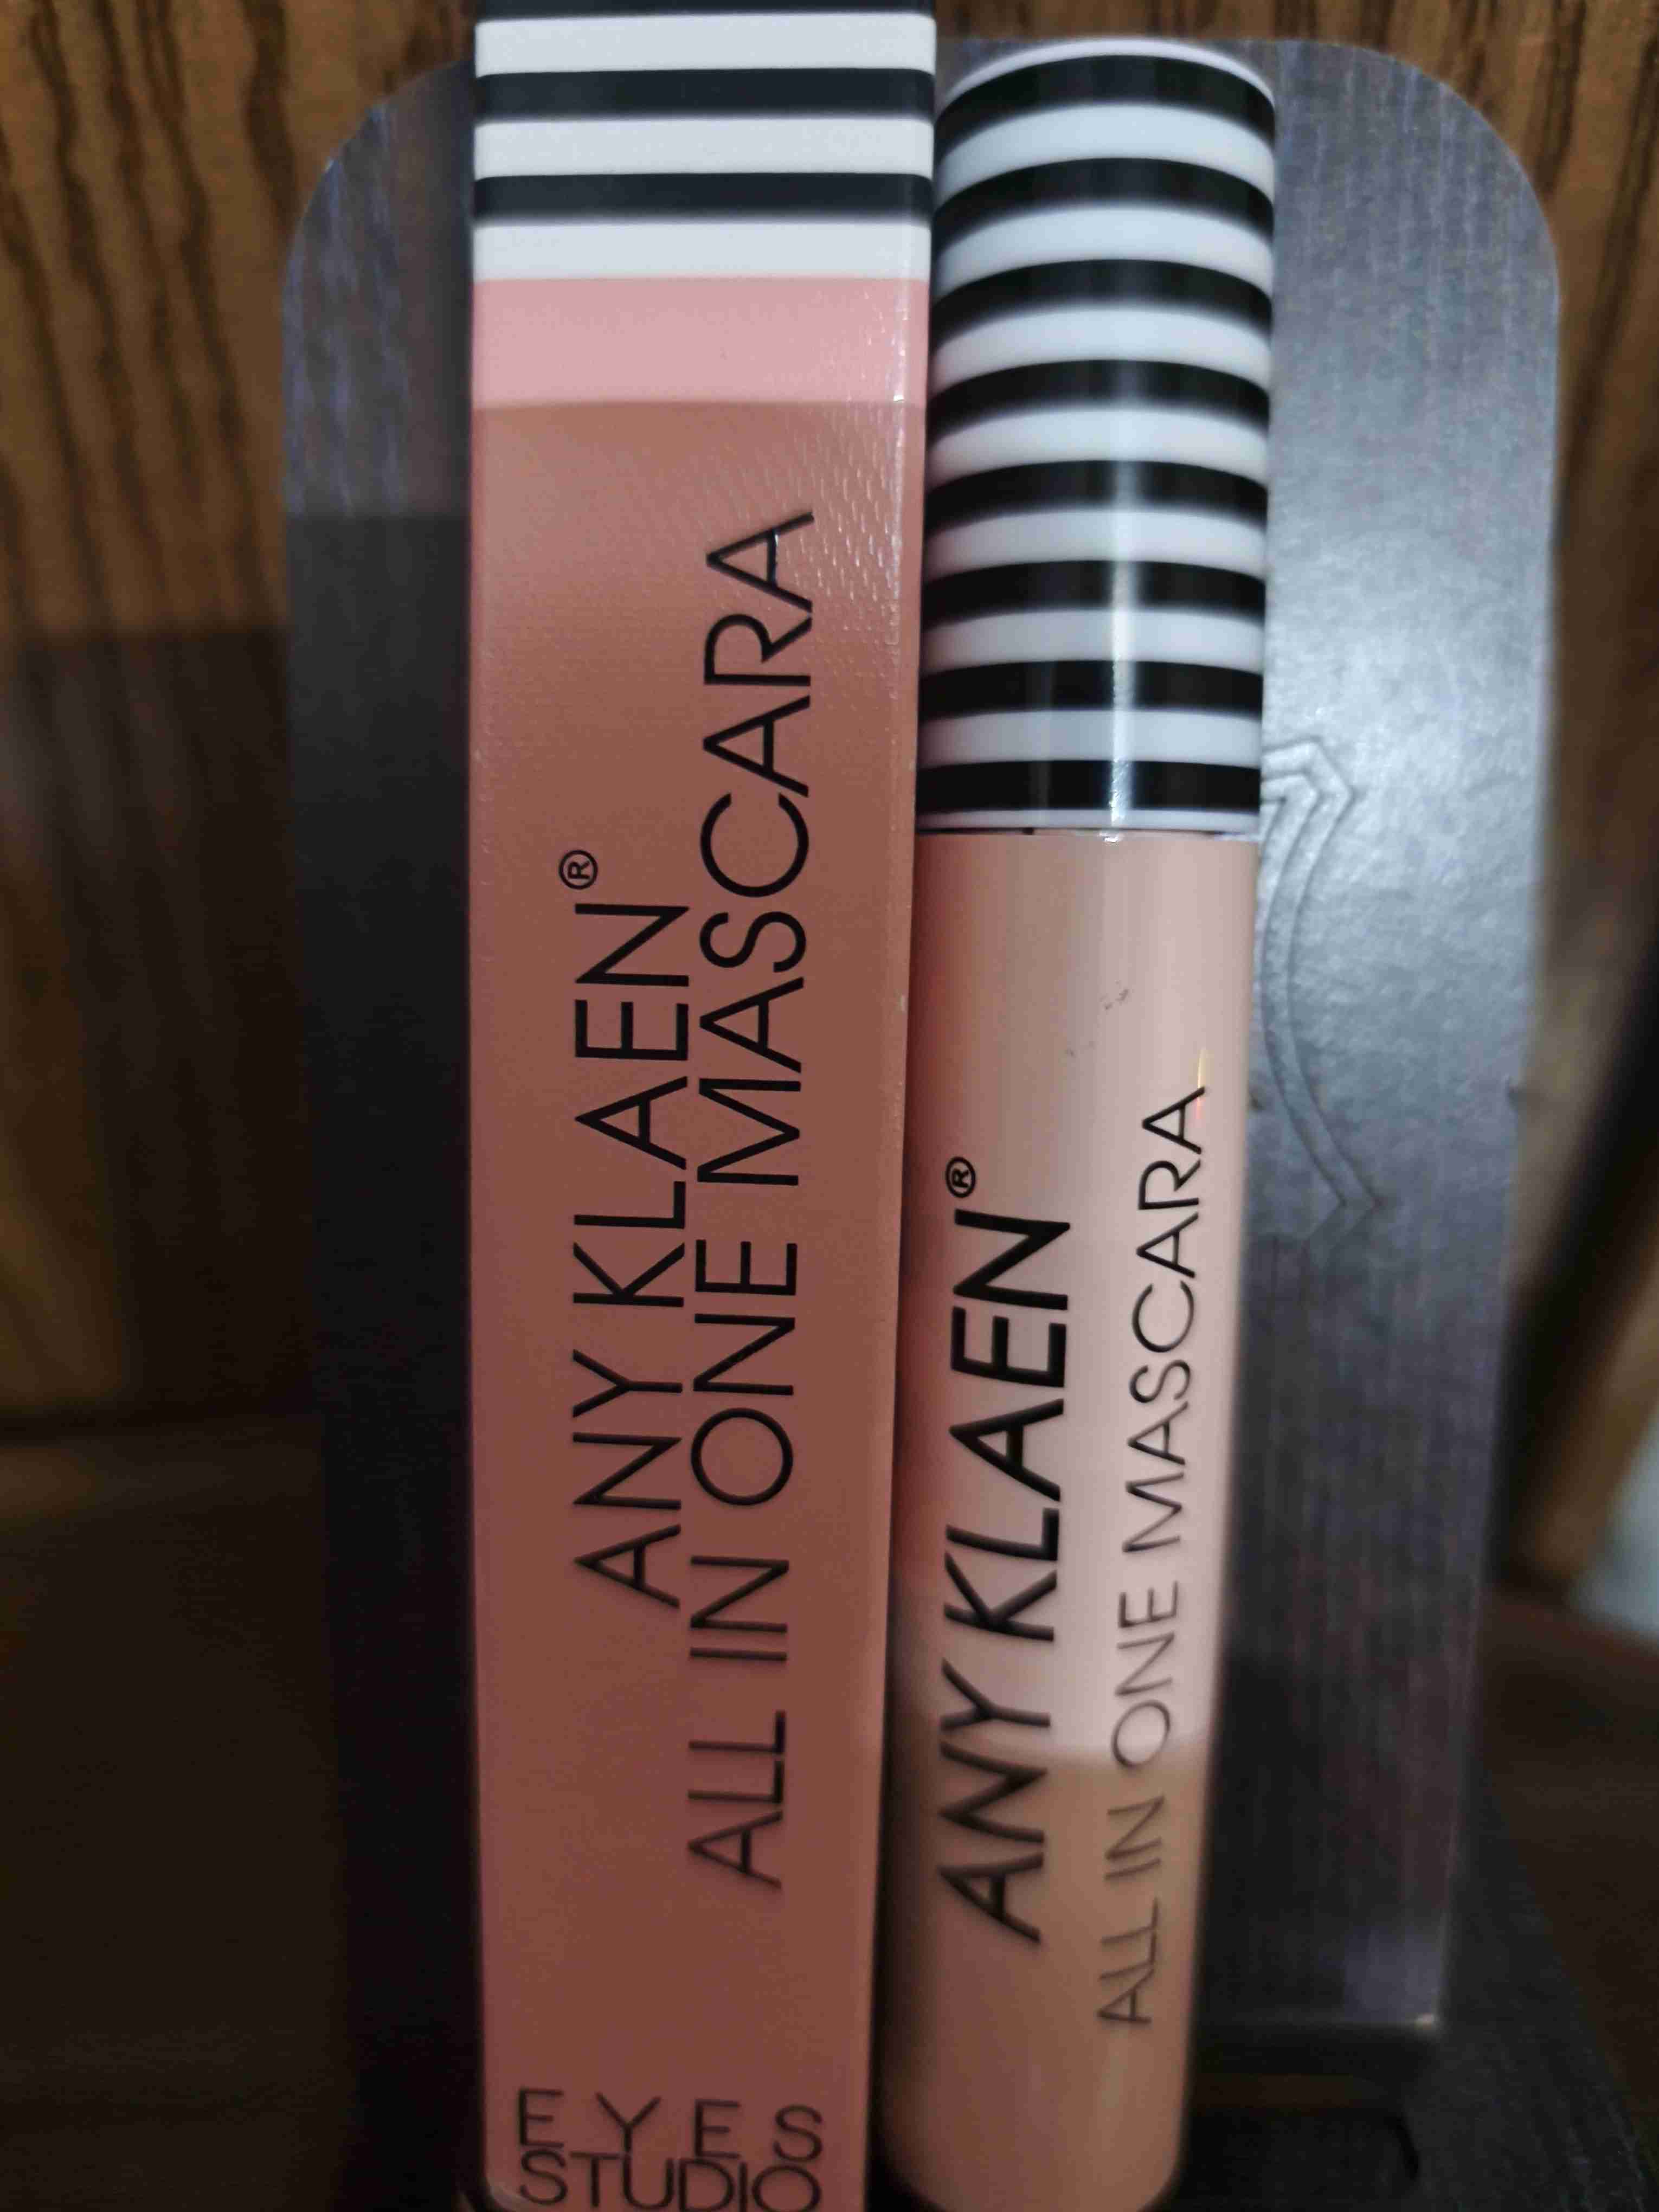 ANY KLAEN®
ALL IN ONE MASCARA
EYES
STUDIO
ANY KLAEN®
ALL IN ONE MASCARA